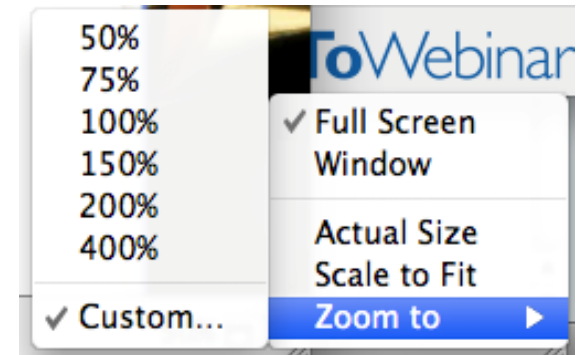 50%
75%
100%
150%
200%
400%
✓ Custom...
ToWebinar
✓ Full Screen
Window
Actual Size
Scale to Fit
Zoom to